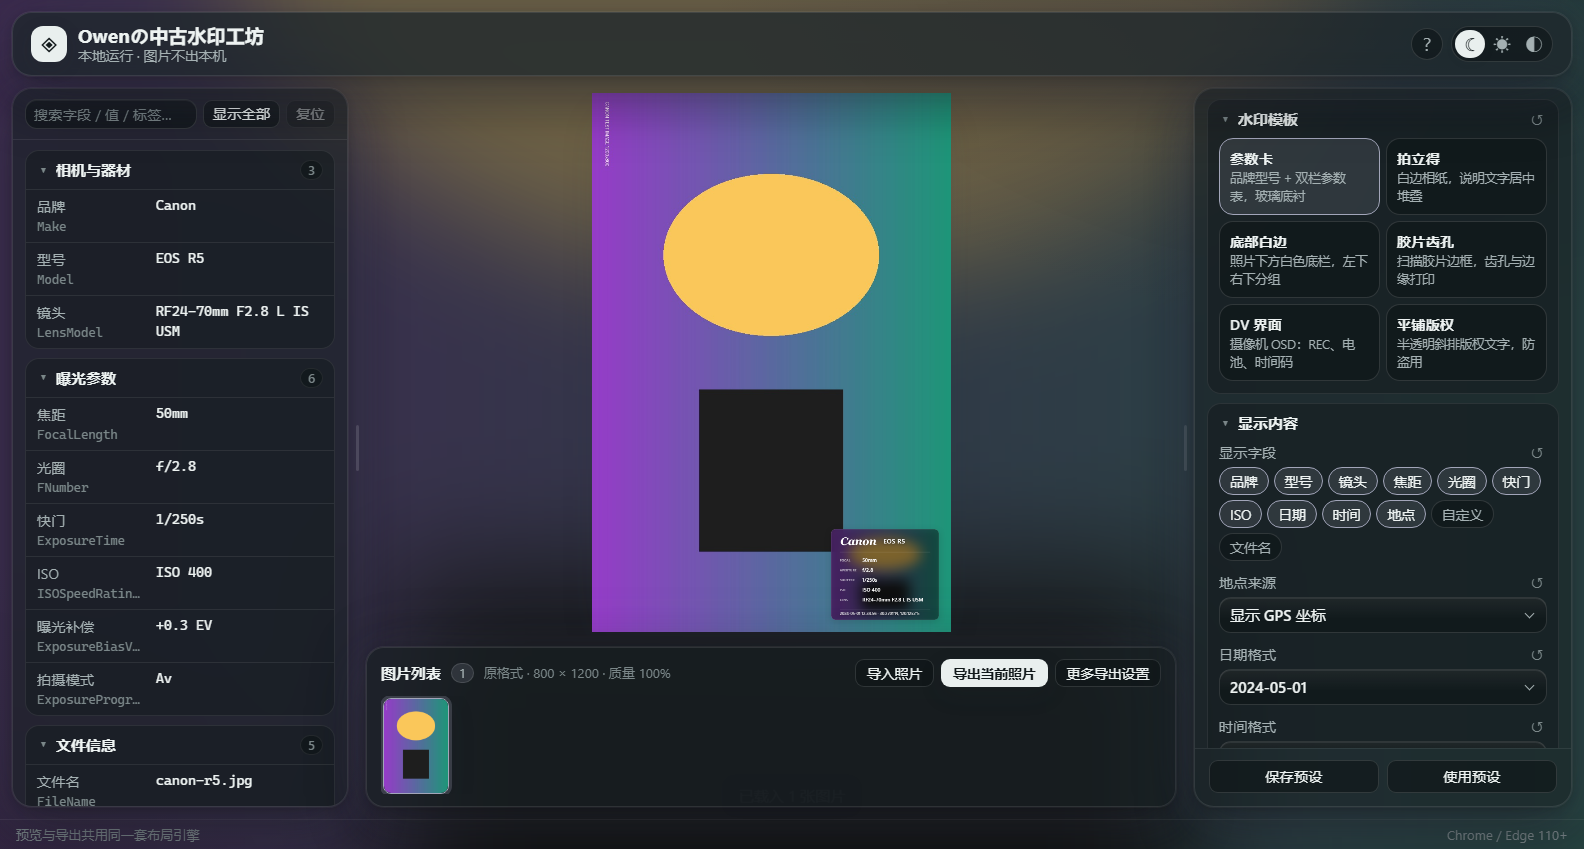 Owenの中古水印工坊
本地运行 · 图片不出本机
?
搜索字段 / 值 / 标签...
显示全部
复位
相机与器材
3
品牌
Canon
Make
型号
EOS R5
Model
镜头
RF24-70mm F2.8 L IS
USM
LensModel
曝光参数
6
焦距
50mm
FocalLength
光圈
f/2.8
FNumber
快门
1/250s
ExposureTime
ISO
ISO 400
ISOSpeedRatin…
曝光补偿
+0.3 EV
ExposureBiasV…
拍摄模式
Av
ExposureProgr…
文件信息
5
文件名
canon-r5.jpg
FileName
Canon EOS R5
50mm
f/2.8
1/250s
ISO 400
RF24-70mm F2.8 L IS USM
图片列表
1
原格式 · 800 × 1200 · 质量 100%
导入照片
导出当前照片
更多导出设置
水印模板
参数卡
品牌型号 + 双栏参数
表，玻璃底衬
拍立得
白边相纸，说明文字居中
堆叠
底部白边
照片下方白色底栏，左下
右下分组
胶片齿孔
扫描胶片边框，齿孔与边
缘打印
DV 界面
摄像机 OSD：REC、电
池、时间码
平铺版权
半透明斜排版权文字，防
盗用
显示内容
显示字段
品牌
型号
镜头
焦距
光圈
快门
ISO
日期
时间
地点
自定义
文件名
地点来源
显示 GPS 坐标
日期格式
2024-05-01
时间格式
保存预设
使用预设
预览与导出共用同一套布局引擎
Chrome / Edge 110+